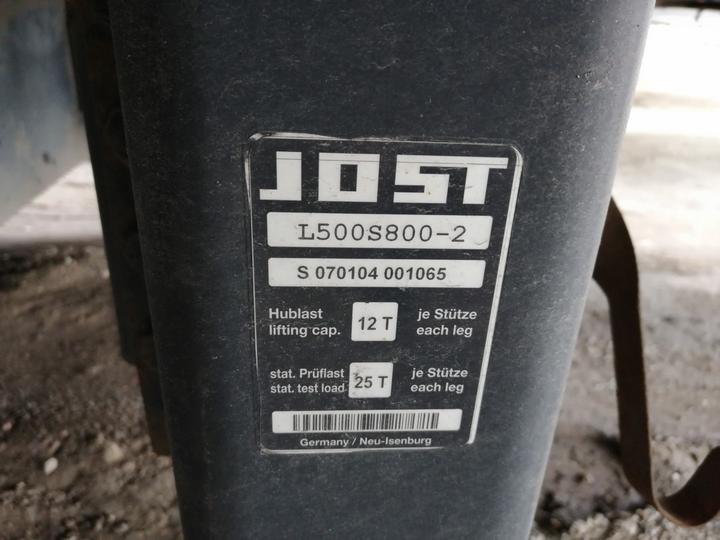 JOST
L500S800-2
S 070104 001065
Hublast 12 T je Stütze
lifting cap. each leg
stat. Prüflast 25 T je Stütze
stat. test load each leg
Germany / Neu-Isenburg